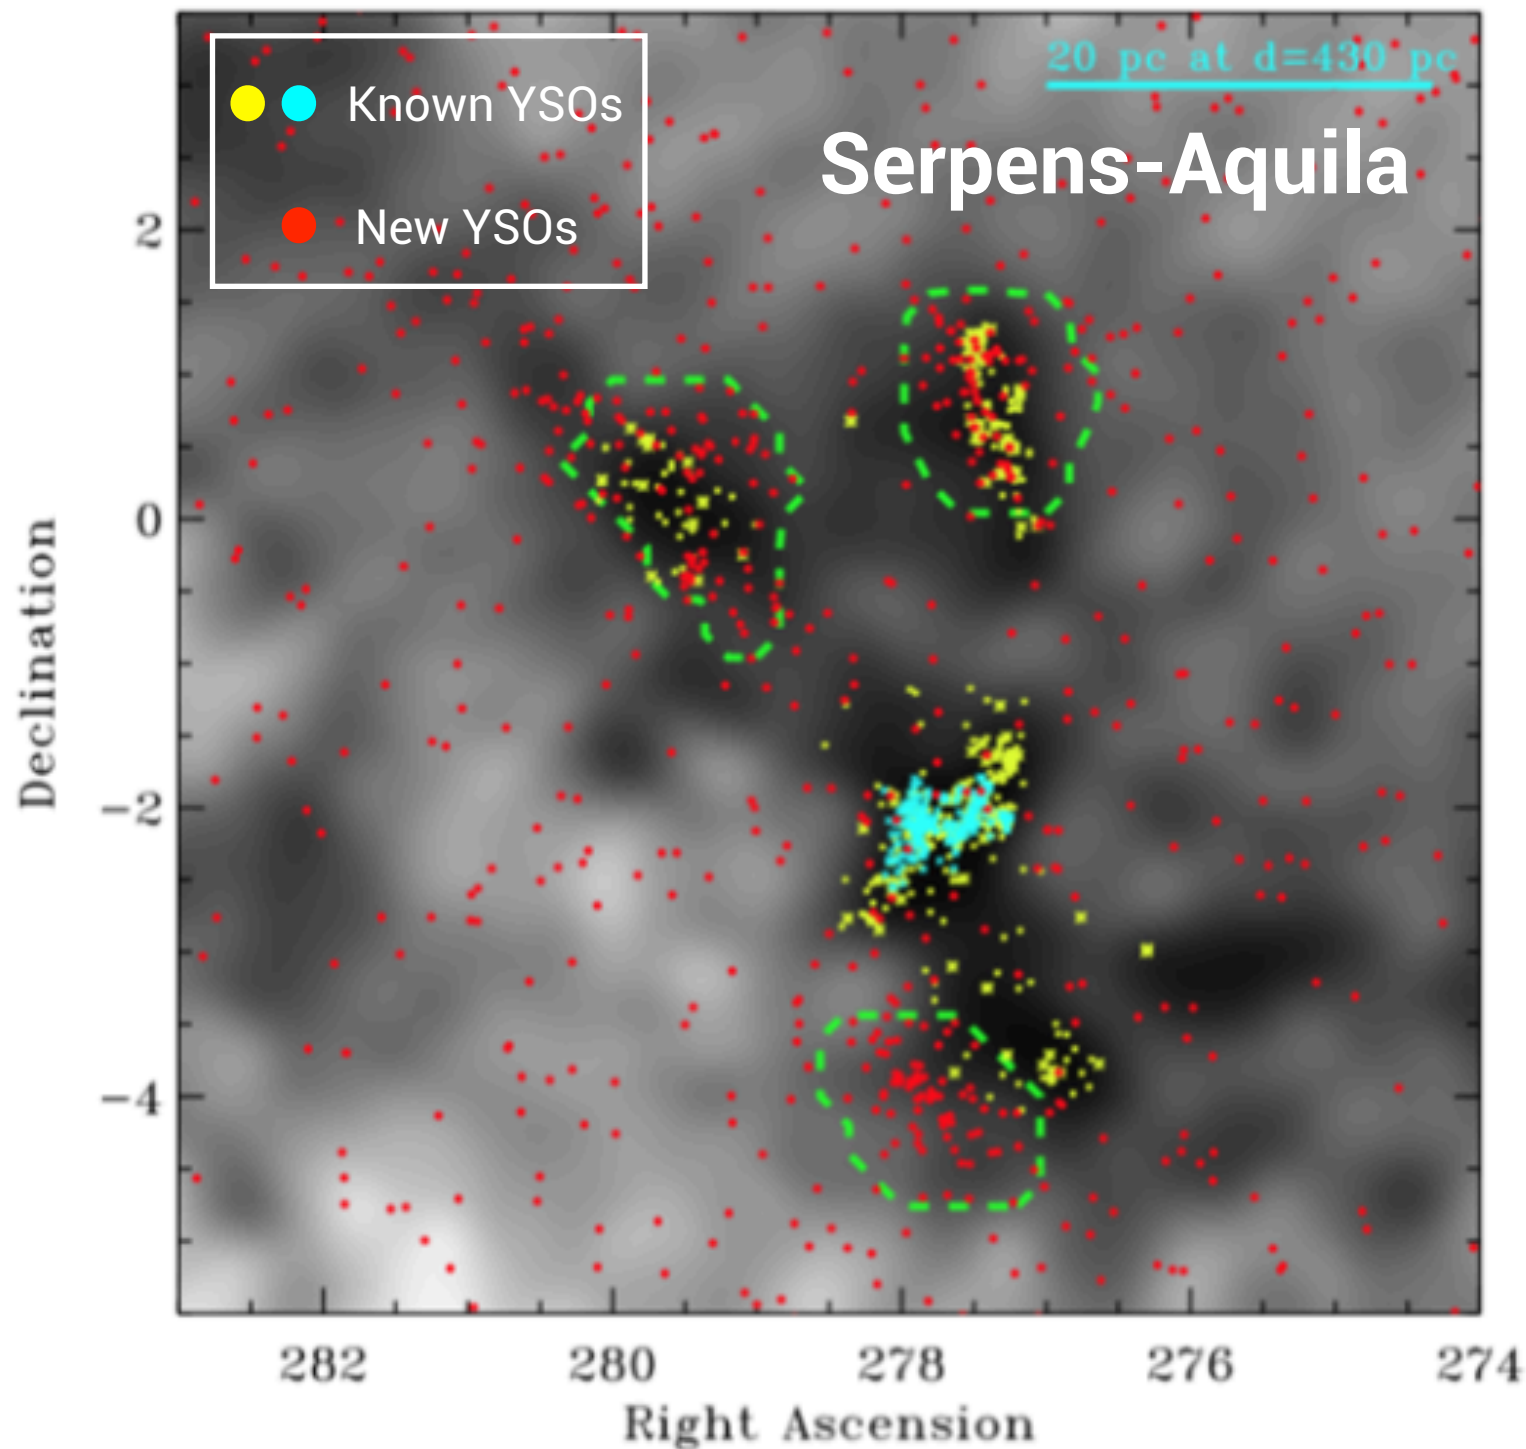 20 pc at d=430 pc
Known YSOs
Serpens-Aquila
New YSOs
2
0
−2
−4
Declination
282 280 278 276 274
Right Ascension